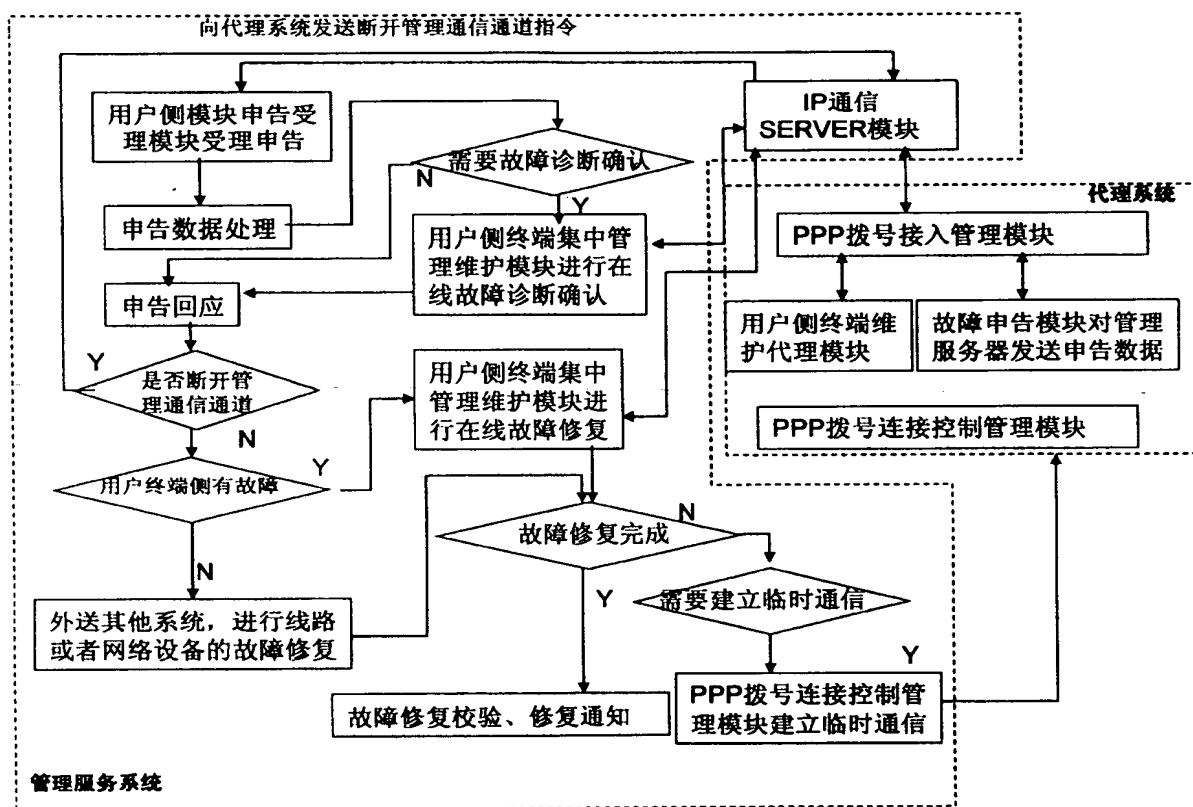 向代理系统发送断开管理通信通道指令
用户侧模块申告受
理模块受理申告
IP通信
SERVER模块
需要故障诊断确认
N
Y
代理系统
申告数据处理
用户侧终端集中管
理维护模块进行在
线故障诊断确认
PPP拨号接入管理模块
申告回应
用户侧终端维
护代理模块
故障申告模块对管理
服务器发送申告数据
Y
是否断开管
理通信通道
用户侧终端集中
管理维护模块进
行在线故障修复
N
PPP拨号连接控制管理模块
用户终端侧有故障
Y
N
故障修复完成
N
Y
需要建立临时通信
外送其他系统，进行线路
或者网络设备的故障修复
Y
故障修复校验、修复通知
PPP拨号连接控制管
理模块建立临时通信
管理服务系统